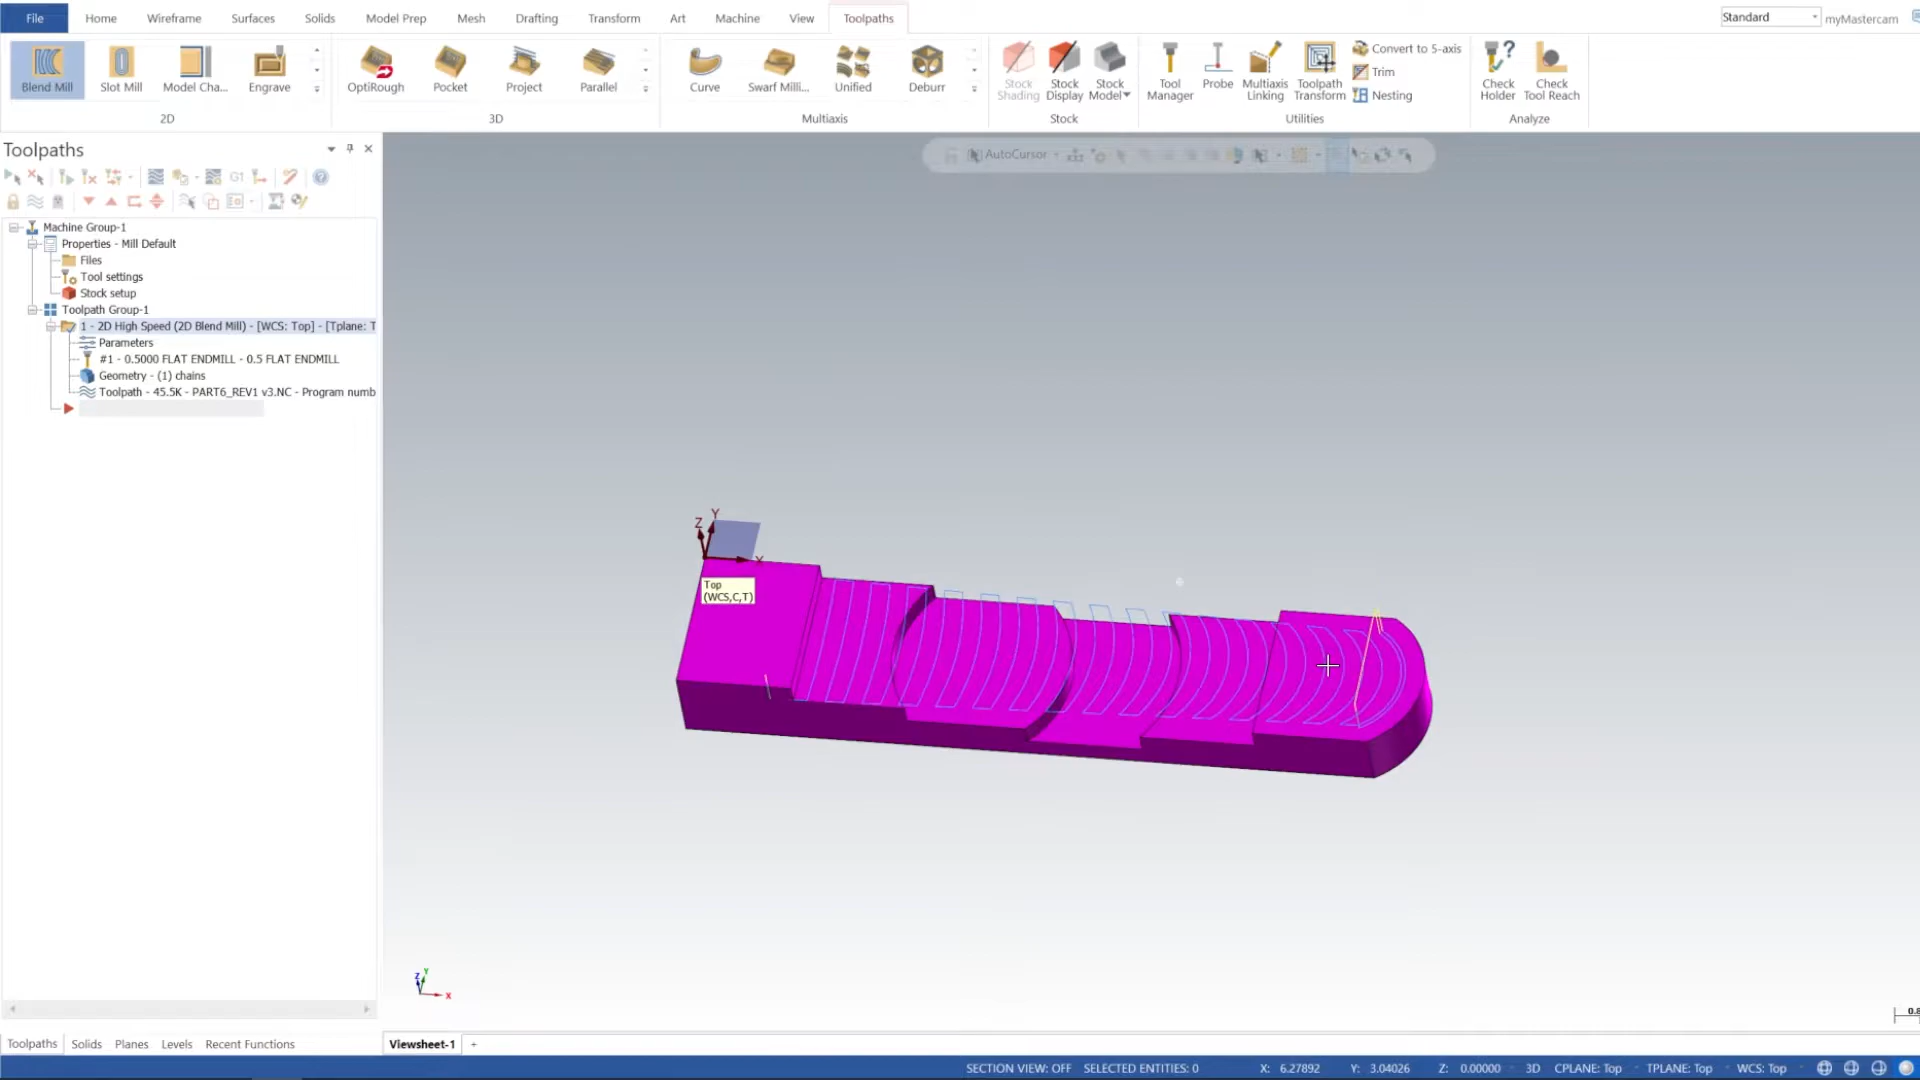 File Home Wireframe Surfaces Solids Model Prep Mesh Drafting Transform Art Machine View Toolpaths Standard myMastercam
Blend Mill Slot Mill Model Cha... Engrave OptiRough Pocket Project Parallel Curve Swarf Milli... Unified Deburr
Stock Shading Stock Display Stock Model Tool Manager Probe Multiaxis Linking Toolpath Transform
Convert to 5-axis
Trim
Nesting
Check Holder Check Tool Reach
2D 3D Multiaxis Stock Utilities Analyze
Toolpaths
AutoCursor
G1
Machine Group-1
Properties - Mill Default
Files
Tool settings
Stock setup
Toolpath Group-1
1 - 2D High Speed (2D Blend Mill) - [WCS: Top] - [Tplane: T
Parameters
#1 - 0.5000 FLAT ENDMILL - 0.5 FLAT ENDMILL
Geometry - (1) chains
Toolpath - 45.5K - PART6_REV1 v3.NC - Program numb
Z Y
X
Top
(WCS,C,T)
Z Y
X
0.8
Toolpaths Solids Planes Levels Recent Functions Viewsheet-1 +
SECTION VIEW: OFF SELECTED ENTITIES: 0 X: 6.27892 Y: 3.04026 Z: 0.00000 3D CPLANE: Top TPLANE: Top WCS: Top